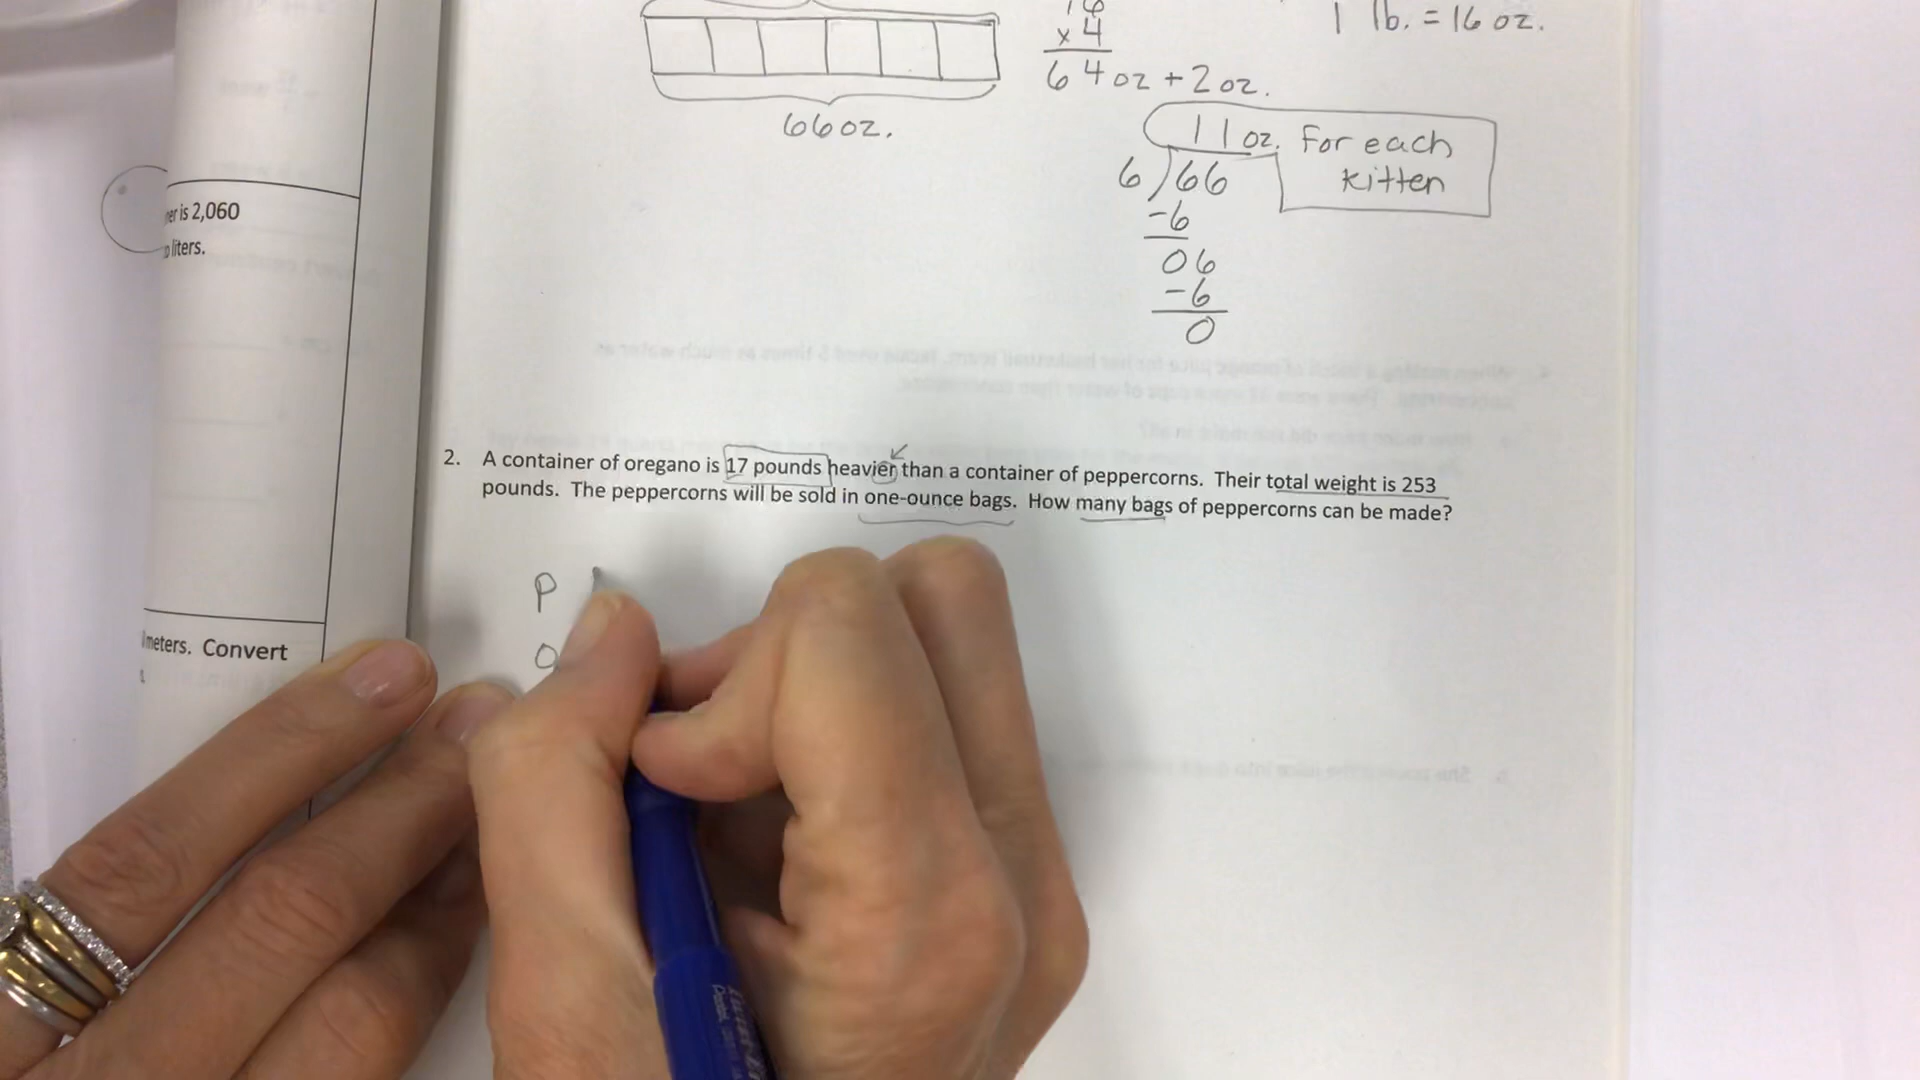 16
1 lb. = 16 oz.
x 4
64 oz + 2 oz.
66 oz.
11 oz. For each
kitten
6 66
-6
06
-6
0
er is 2,060
liters.
2. A container of oregano is 17 pounds heavier than a container of peppercorns. Their total weight is 253
pounds. The peppercorns will be sold in one-ounce bags. How many bags of peppercorns can be made?
P
O
meters. Convert